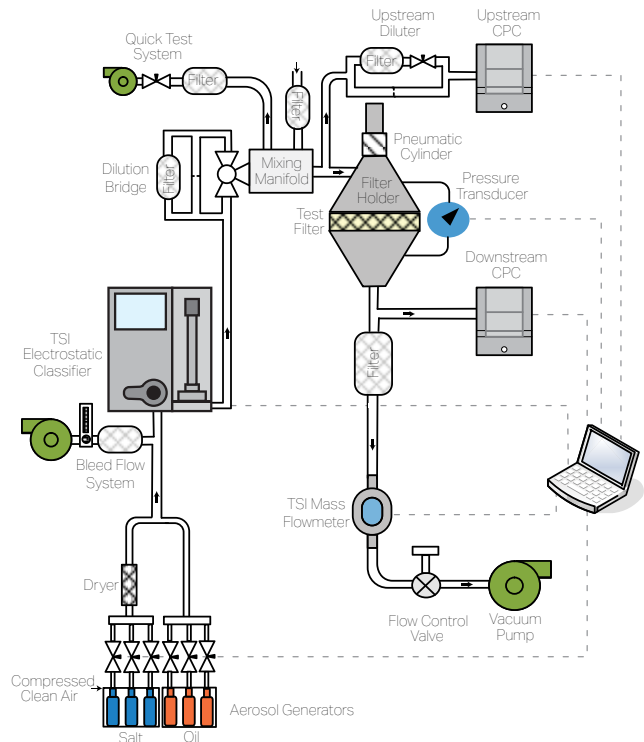 Quick Test
System
Filter
Filter
Upstream
Diluter
Filter
Upstream
CPC
Dilution
Bridge
Filter
Mixing
Manifold
Pneumatic
Cylinder
Filter
Holder
Test
Filter
Pressure
Transducer
Downstream
CPC
TSI
Electrostatic
Classifier
Filter
Bleed Flow
System
TSI Mass
Flowmeter
Dryer
Flow Control
Valve
Vacuum
Pump
Compressed
Clean Air
Salt
Oil
Aerosol Generators